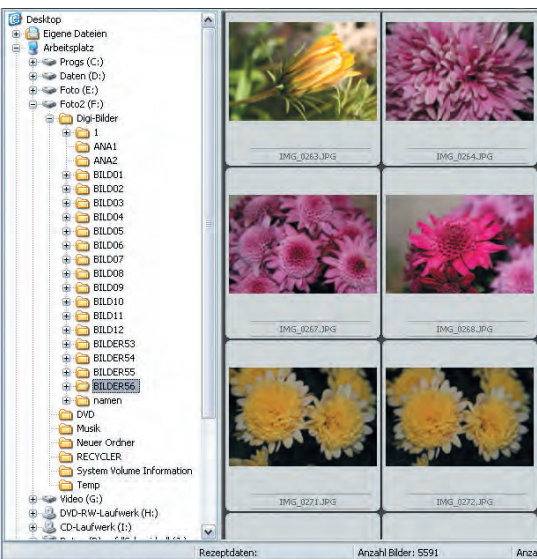 Desktop
Eigene Dateien
Arbeitsplatz
Progs (C:)
Daten (D:)
Foto (E:)
Foto2 (F:)
Digi-Bilder
1
ANA1
ANA2
BILD01
BILD02
BILD03
BILD04
BILD05
BILD06
BILD07
BILD08
BILD09
BILD10
BILD11
BILD12
BILDER53
BILDER54
BILDER55
BILDER56
namen
DVD
Musik
Neuer Ordner
RECYCLER
System Volume Information
Temp
Video (G:)
DVD-RW-Laufwerk (H:)
CD-Laufwerk (I:)
IMG_0263.JPG
IMG_0264.JPG
IMG_0267.JPG
IMG_0268.JPG
IMG_0271.JPG
IMG_0272.JPG
Rezeptdaten:
Anzahl Bilder: 5591
Anza